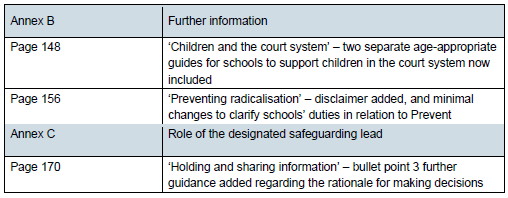 Annex B Further information
Page 148 ‘Children and the court system’ – two separate age-appropriate
guides for schools to support children in the court system now
included
Page 156 ‘Preventing radicalisation’ – disclaimer added, and minimal
changes to clarify schools’ duties in relation to Prevent
Annex C Role of the designated safeguarding lead
Page 170 ‘Holding and sharing information’ – bullet point 3 further
guidance added regarding the rationale for making decisions